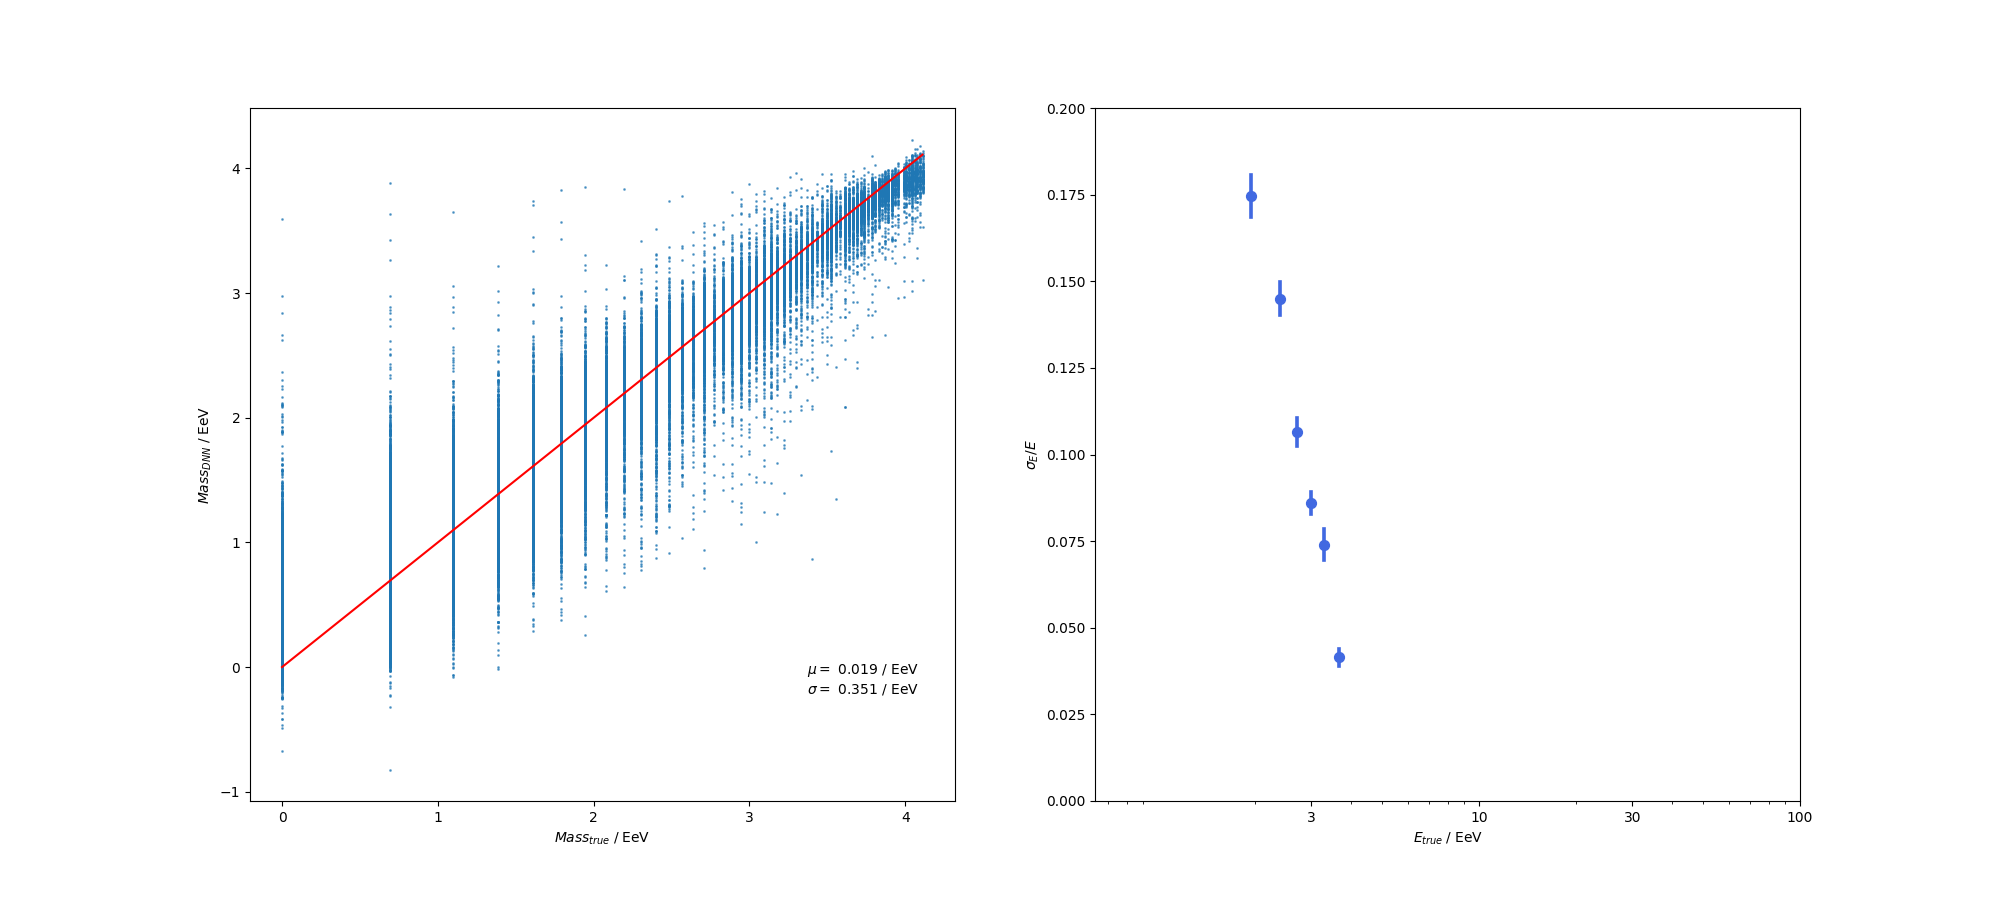 4
3
2
1
0
−1
Mass_DNN / EeV
μ = 0.019 / EeV
σ = 0.351 / EeV
0 1 2 3 4
Mass_true / EeV
0.200
0.175
0.150
0.125
0.100
0.075
0.050
0.025
0.000
σ_E/E
3 10 30 100
E_true / EeV